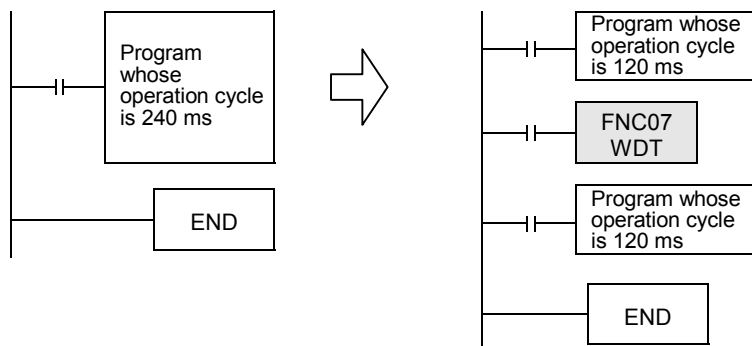 Program
whose
operation cycle
is 240 ms
END
Program whose
operation cycle
is 120 ms
FNC07
WDT
Program whose
operation cycle
is 120 ms
END